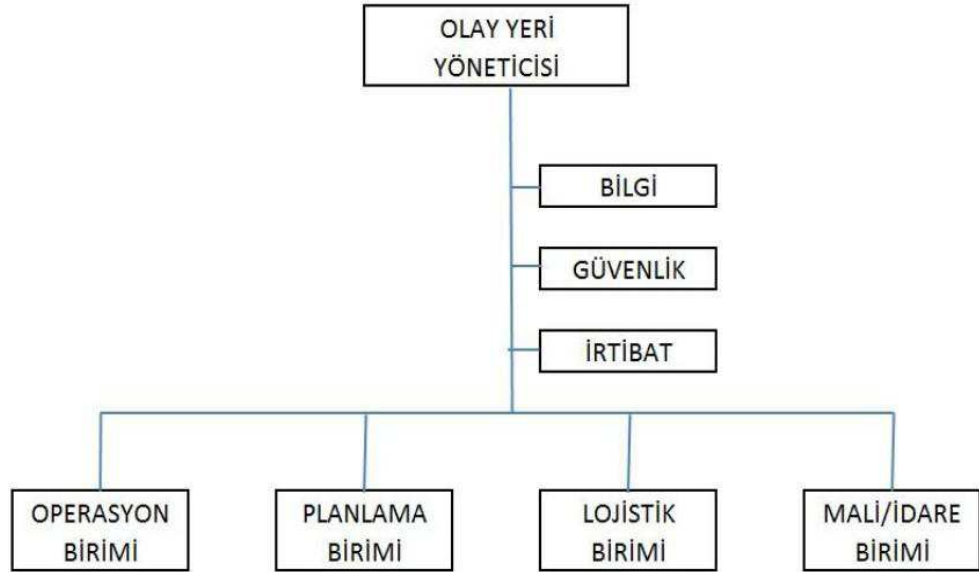 OLAY YERİ
YÖNETİCİSİ
BİLGİ
GÜVENLİK
İRTİBAT
OPERASYON
BİRİMİ
PLANLAMA
BİRİMİ
LOJİSTİK
BİRİMİ
MALİ/İDARE
BİRİMİ